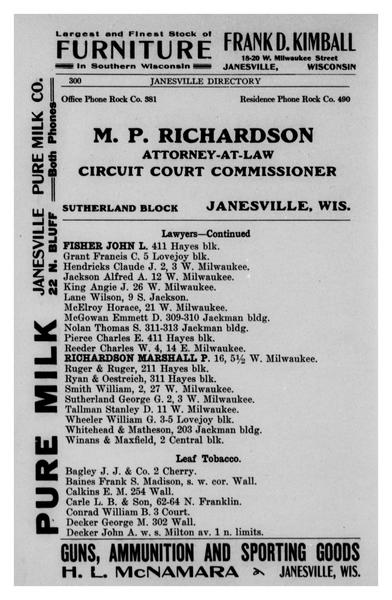 Largest and Finest Stock of
FURNITURE
In Southern Wisconsin
FRANK D. KIMBALL
18-20 W. Milwaukee Street
JANESVILLE, WISCONSIN
300 JANESVILLE DIRECTORY
Office Phone Rock Co. 381 Residence Phone Rock Co. 490
M. P. RICHARDSON
ATTORNEY-AT-LAW
CIRCUIT COURT COMMISSIONER
SUTHERLAND BLOCK JANESVILLE, WIS.
Lawyers—Continued
FISHER JOHN L. 411 Hayes blk.
Grant Francis C. 5 Lovejoy blk.
Hendricks Claude J. 2, 3 W. Milwaukee.
Jackson Alfred A. 12 W. Milwaukee.
King Angie J. 26 W. Milwaukee.
Lane Wilson, 9 S. Jackson.
McElroy Horace, 21 W. Milwaukee.
McGowan Emmett D. 309-310 Jackman bldg.
Nolan Thomas S. 311-313 Jackman bldg.
Pierce Charles E. 411 Hayes blk.
Reeder Charles W. 4, 14 E. Milwaukee.
RICHARDSON MARSHALL P. 16, 5½ W. Milwaukee.
Ruger & Ruger, 211 Hayes blk.
Ryan & Oestreich, 311 Hayes blk.
Smith William, 2, 27 W. Milwaukee.
Sutherland George G. 2, 3 W. Milwaukee.
Tallman Stanley D. 11 W. Milwaukee.
Wheeler William G. 3-5 Lovejoy blk.
Whitehead & Matheson, 203 Jackman bldg.
Winans & Maxfield, 2 Central blk.
Leaf Tobacco.
Bagley J. J. & Co. 2 Cherry.
Baines Frank S. Madison, s. w. cor. Wall.
Calkins E. M. 254 Wall.
Carle L. B. & Son, 62-64 N. Franklin.
Conrad William B. 3 Court.
Decker George M. 302 Wall.
Decker John A. w. s. Milton av. 1 n. limits.
PURE MILK
JANESVILLE PURE MILK CO.
22 N. BLUFF Both Phones
GUNS, AMMUNITION AND SPORTING GOODS
H. L. McNAMARA JANESVILLE, WIS.